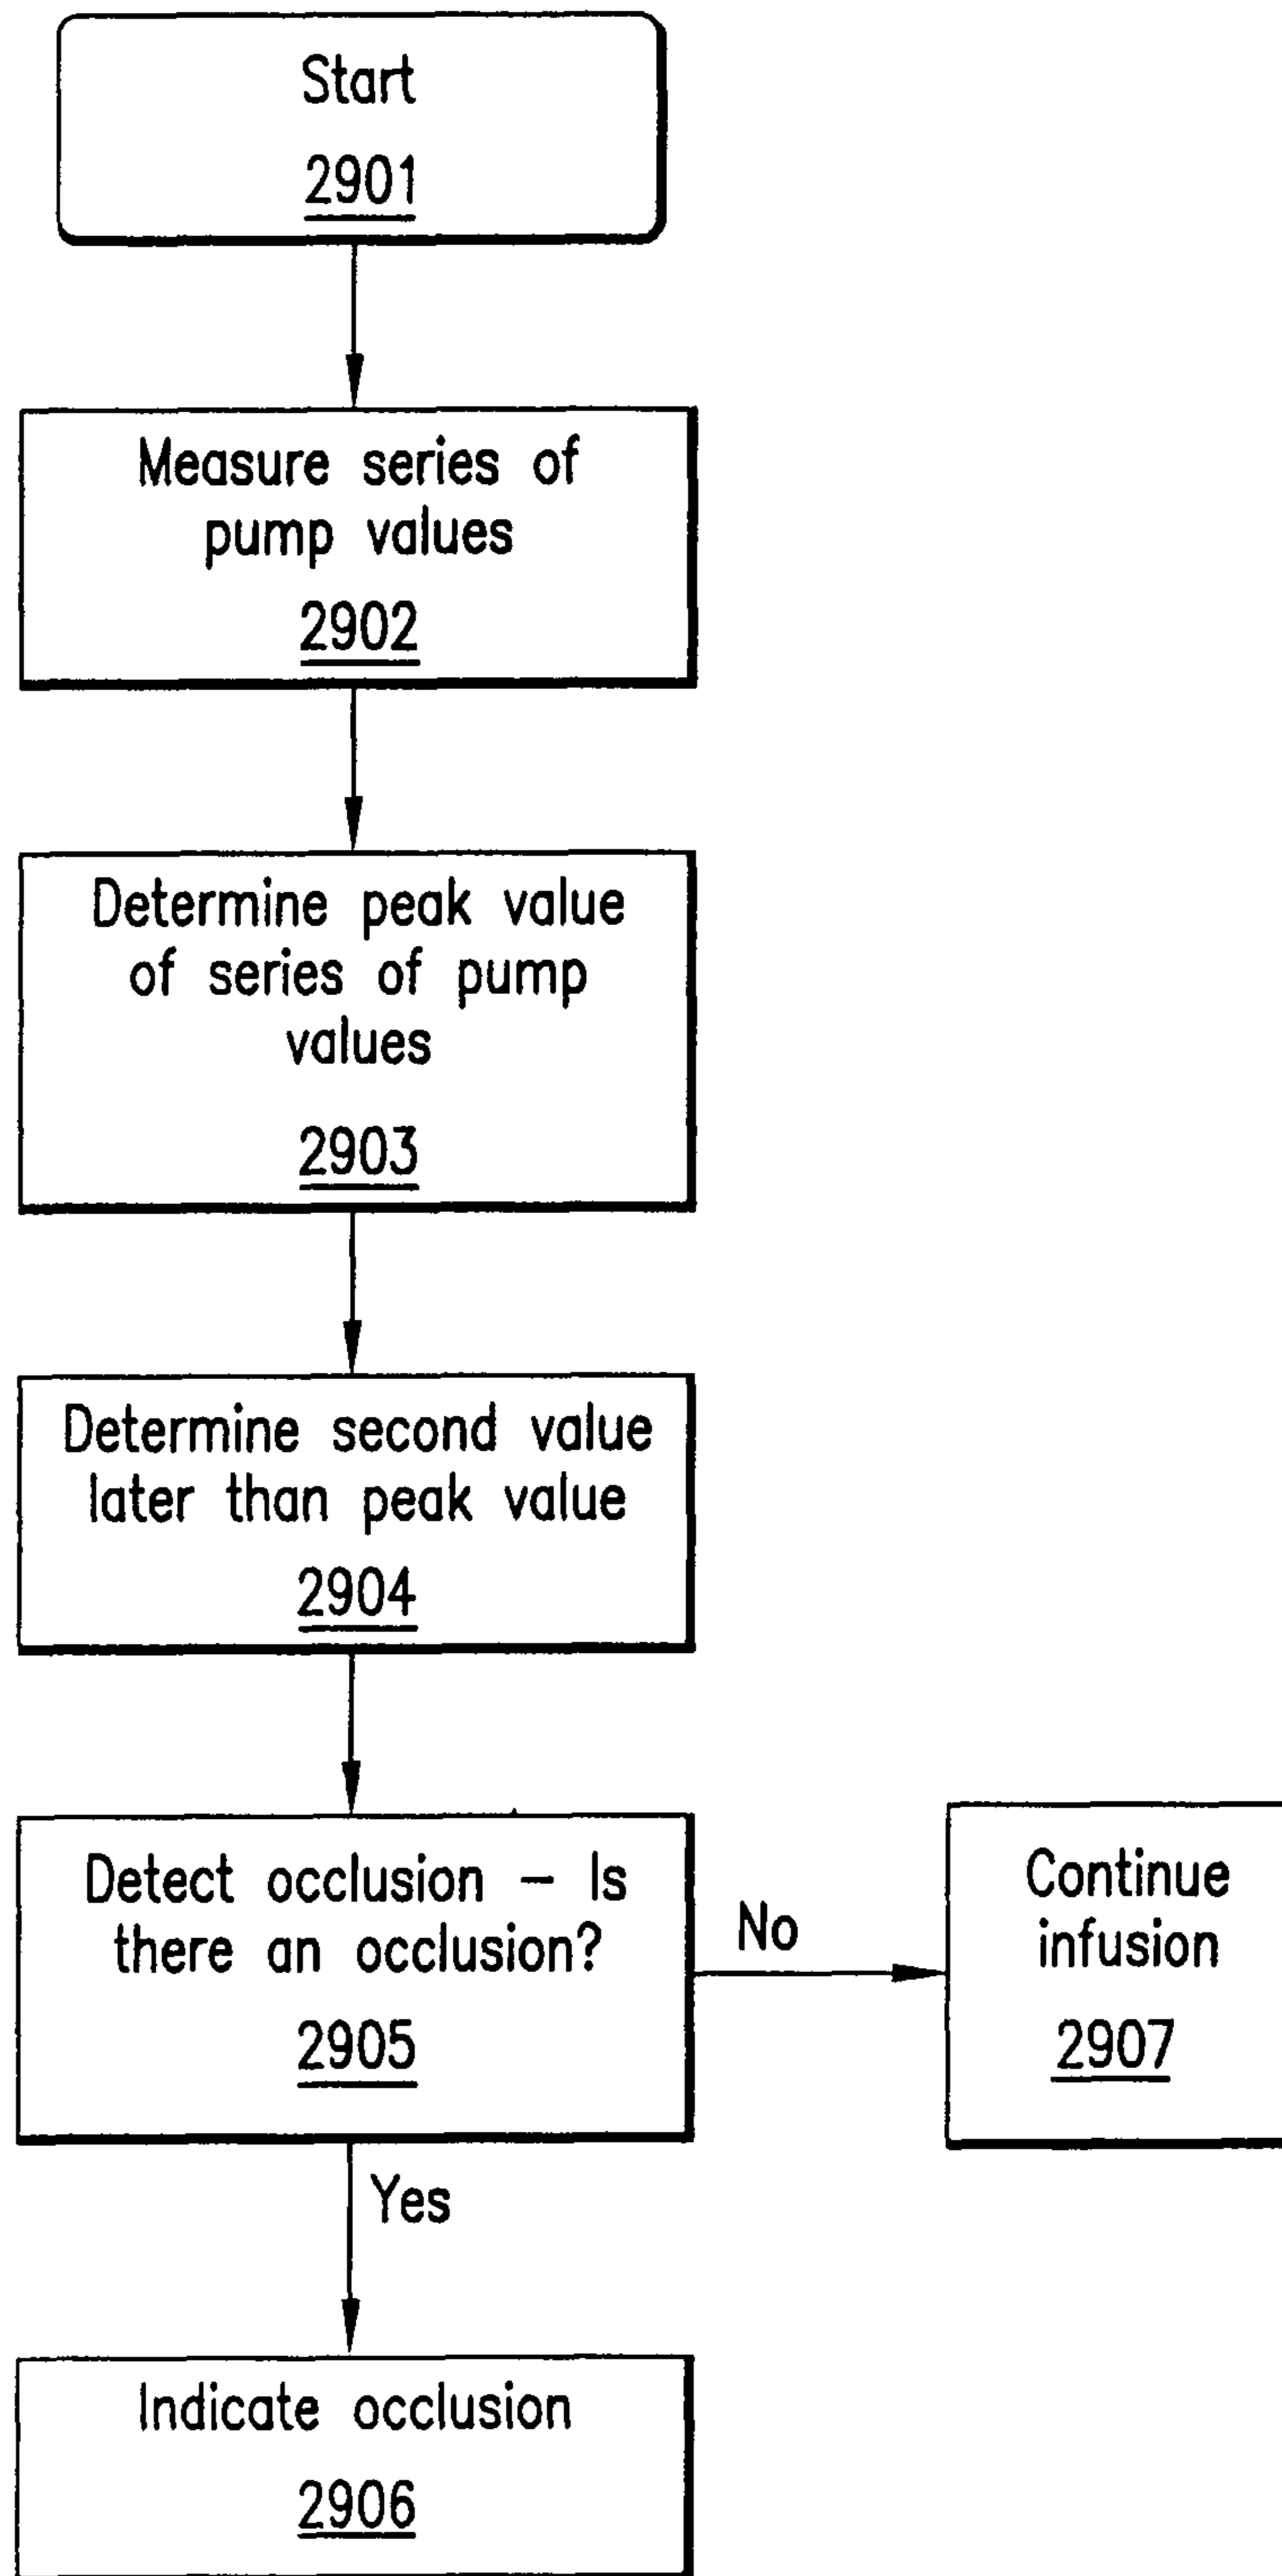 Start
2901
Measure series of
pump values
2902
Determine peak value
of series of pump
values
2903
Determine second value
later than peak value
2904
Detect occlusion – Is
there an occlusion?
2905
No
Continue
infusion
2907
Yes
Indicate occlusion
2906